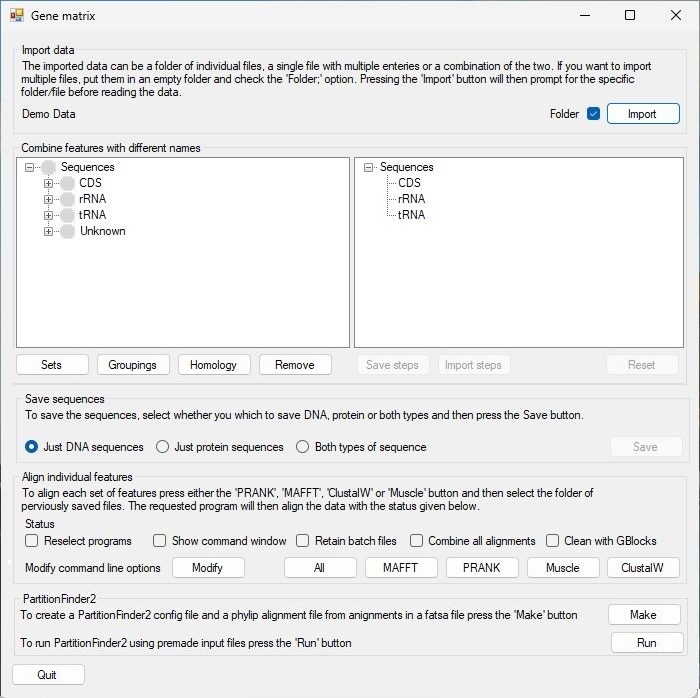 Gene matrix
Import data
The imported data can be a folder of individual files, a single file with multiple enteries or a combination of the two. If you want to import
multiple files, put them in an empty folder and check the 'Folder;' option. Pressing the 'Import' button will then prompt for the specific
folder/file before reading the data.
Demo Data Folder Import
Combine features with different names
Sequences Sequences
CDS CDS
rRNA rRNA
tRNA tRNA
Unknown
Sets Groupings Homology Remove Save steps Import steps Reset
Save sequences
To save the sequences, select whether you which to save DNA, protein or both types and then press the Save button.
Just DNA sequences Just protein sequences Both types of sequence Save
Align individual features
To align each set of features press either the 'PRANK', 'MAFFT', 'ClustalW' or 'Muscle' button and then select the folder of
perviously saved files. The requested program will then align the data with the status given below.
Status
Reselect programs Show command window Retain batch files Combine all alignments Clean with GBlocks
Modify command line options Modify All MAFFT PRANK Muscle ClustalW
PartitionFinder2
To create a PartitionFinder2 config file and a phylip alignment file from anignments in a fatsa file press the 'Make' button Make
To run PartitionFinder2 using premade input files press the 'Run' button Run
Quit